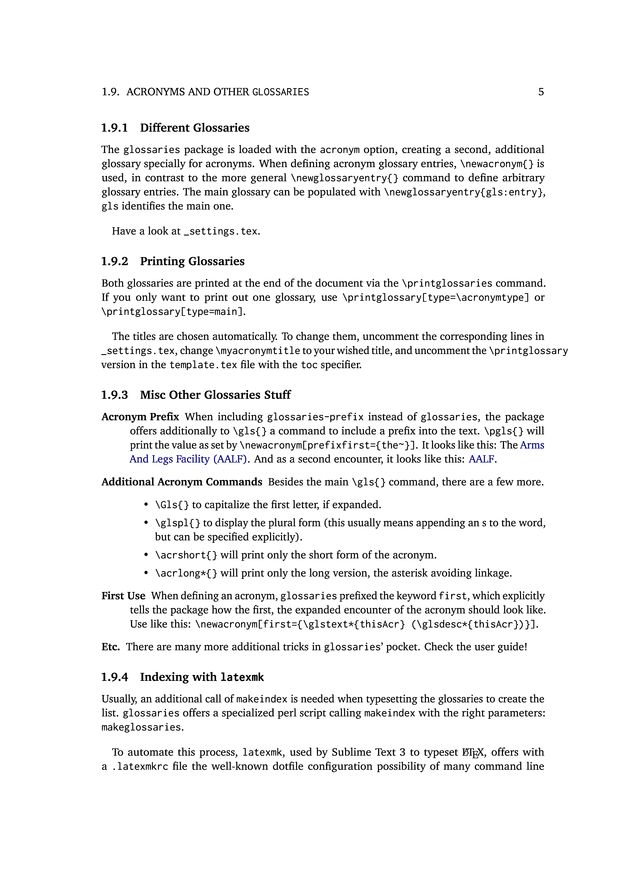 1.9. ACRONYMS AND OTHER GLOSSARIES 5
1.9.1 Different Glossaries
The glossaries package is loaded with the acronym option, creating a second, additional
glossary specially for acronyms. When defining acronym glossary entries, \newacronym{} is
used, in contrast to the more general \newglossaryentry{} command to define arbitrary
glossary entries. The main glossary can be populated with \newglossaryentry{gls:entry},
gls identifies the main one.
Have a look at _settings.tex.
1.9.2 Printing Glossaries
Both glossaries are printed at the end of the document via the \printglossaries command.
If you only want to print out one glossary, use \printglossary[type=\acronymtype] or
\printglossary[type=main].
The titles are chosen automatically. To change them, uncomment the corresponding lines in
_settings.tex, change \myacronymtitle to your wished title, and uncomment the \printglossary
version in the template.tex file with the toc specifier.
1.9.3 Misc Other Glossaries Stuff
Acronym Prefix When including glossaries-prefix instead of glossaries, the package
offers additionally to \gls{} a command to include a prefix into the text. \pgls{} will
print the value as set by \newacronym[prefixfirst={the~}]. It looks like this: The Arms
And Legs Facility (AALF). And as a second encounter, it looks like this: AALF.
Additional Acronym Commands Besides the main \gls{} command, there are a few more.
• \Gls{} to capitalize the first letter, if expanded.
• \glspl{} to display the plural form (this usually means appending an s to the word,
but can be specified explicitly).
• \acrshort{} will print only the short form of the acronym.
• \acrlong*{} will print only the long version, the asterisk avoiding linkage.
First Use When defining an acronym, glossaries prefixed the keyword first, which explicitly
tells the package how the first, the expanded encounter of the acronym should look like.
Use like this: \newacronym[first={\glstext*{thisAcr} (\glsdesc*{thisAcr})}].
Etc. There are many more additional tricks in glossaries' pocket. Check the user guide!
1.9.4 Indexing with latexmk
Usually, an additional call of makeindex is needed when typesetting the glossaries to create the
list. glossaries offers a specialized perl script calling makeindex with the right parameters:
makeglossaries.
To automate this process, latexmk, used by Sublime Text 3 to typeset LATEX, offers with
a .latexmkrc file the well-known dotfile configuration possibility of many command line